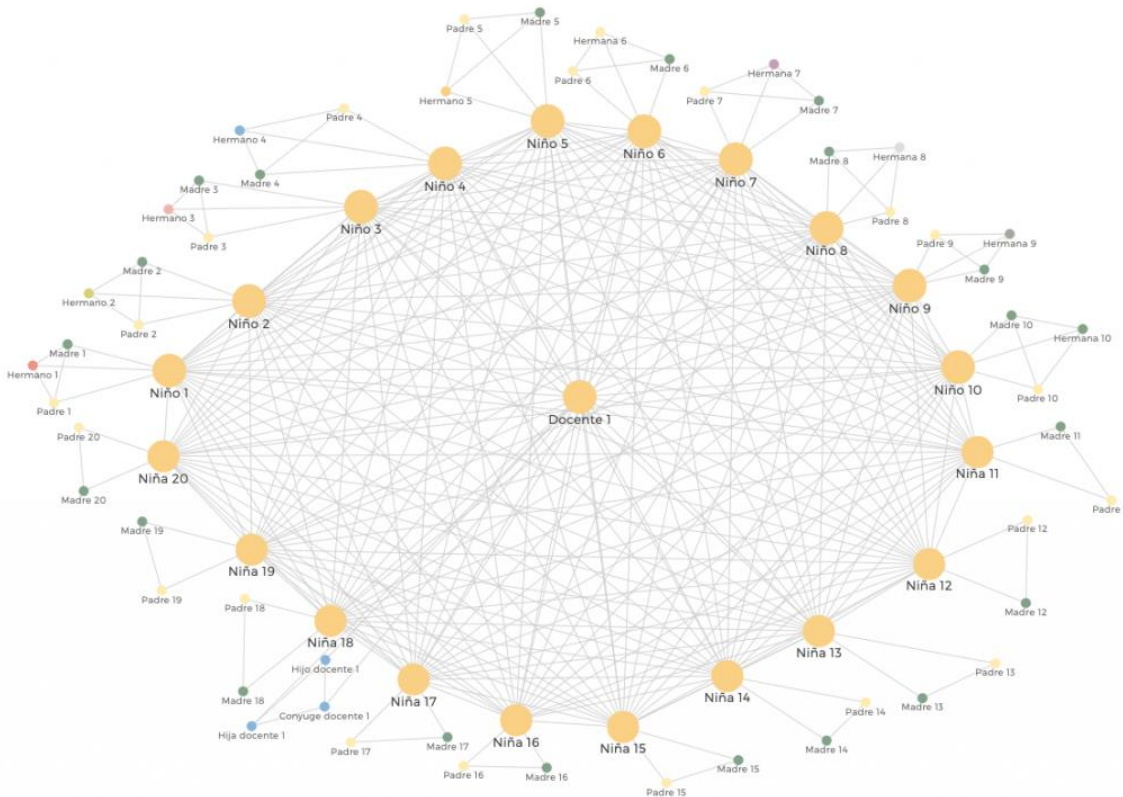 Padre 5
Madre 5
Hermano 5
Hermana 6
Padre 6
Madre 6
Hermana 7
Padre 7
Madre 7
Padre 4
Hermano 4
Madre 4
Niño 5
Niño 6
Niño 7
Niño 4
Madre 8
Hermana 8
Padre 8
Madre 3
Hermano 3
Padre 3
Niño 3
Niño 8
Padre 9
Hermana 9
Madre 9
Madre 2
Hermano 2
Padre 2
Niño 2
Niño 9
Madre 10
Hermana 10
Padre 10
Madre 1
Hermano 1
Padre 1
Niño 1
Niño 10
Docente 1
Padre 20
Madre 20
Niña 20
Niña 11
Madre 11
Padre
Madre 19
Padre 19
Niña 19
Padre 12
Niña 12
Madre 12
Padre 18
Niña 18
Hijo docente 1
Madre 18
Conyuge docente 1
Hija docente 1
Niña 13
Padre 13
Madre 13
Niña 17
Niña 14
Padre 14
Madre 14
Padre 17
Madre 17
Niña 16
Niña 15
Padre 16
Madre 16
Madre 15
Padre 15